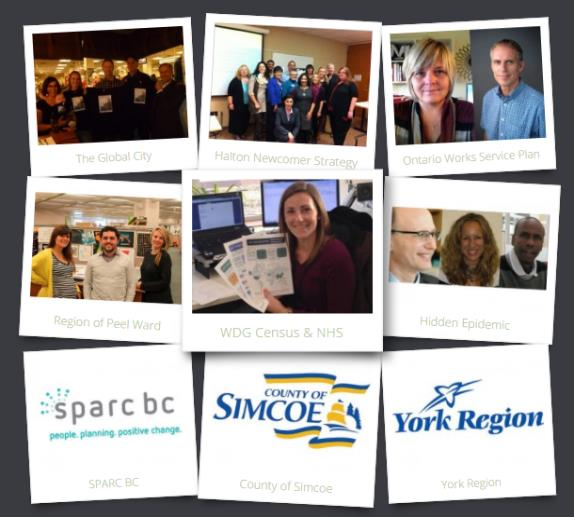 The Global City
Halton Newcomer Strategy
Ontario Works Service Plan
Region of Peel Ward
WDG Census & NHS
Hidden Epidemic
sparc bc
people. planning. positive change.
SPARC BC
COUNTY OF
SIMCOE
County of Simcoe
York Region
York Region